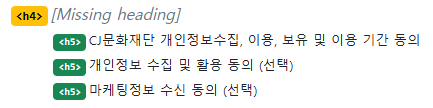 <h4> [Missing heading]
<h5> CJ문화재단 개인정보수집, 이용, 보유 및 이용 기간 동의
<h5> 개인정보 수집 및 활용 동의 (선택)
<h5> 마케팅정보 수신 동의 (선택)